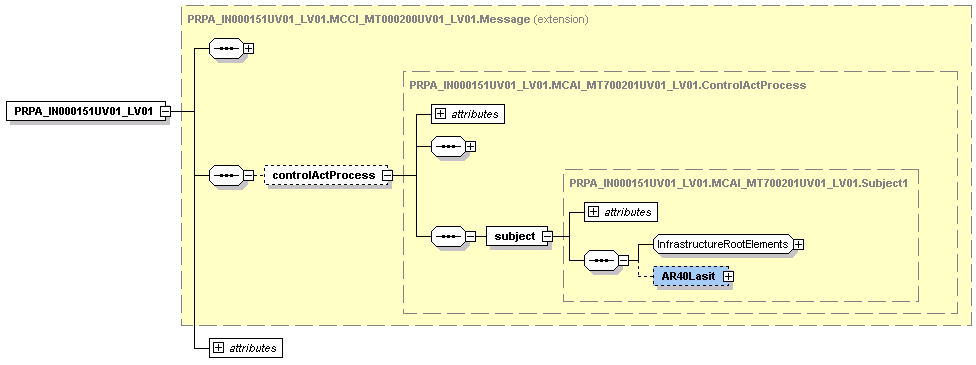 PRPA_IN000151UV01_LV01.MCCI_MT000200UV01_LV01.Message (extension)
PRPA_IN000151UV01_LV01.MCAI_MT700201UV01_LV01.ControlActProcess
PRPA_IN000151UV01_LV01
attributes
controlActProcess
PRPA_IN000151UV01_LV01.MCAI_MT700201UV01_LV01.Subject1
attributes
subject
InfrastructureRootElements
AR40Lasit
attributes